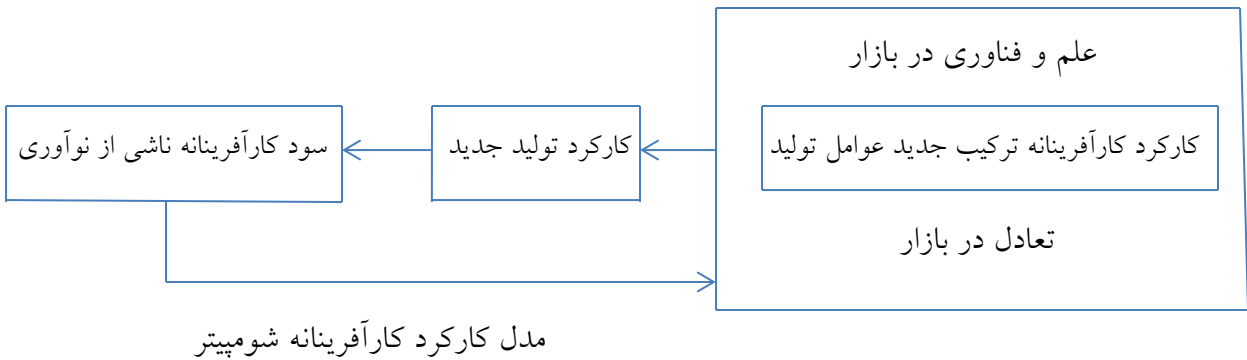 علم و فناوری در بازار
کارکرد کارآفرینانه ترکیب جدید عوامل تولید
کارکرد تولید جدید
سود کارآفرینانه ناشی از نوآوری
تعادل در بازار
مدل کارکرد کارآفرینانه شومپیتر